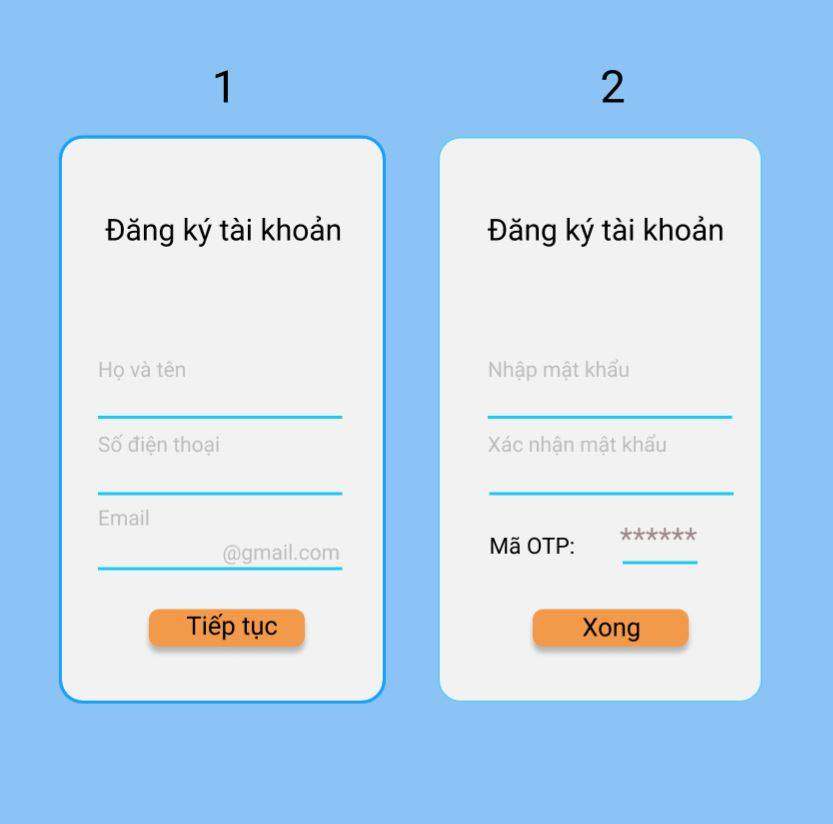 1
Đăng ký tài khoản
Họ và tên
Số điện thoại
Email
@gmail.com
Tiếp tục
2
Đăng ký tài khoản
Nhập mật khẩu
Xác nhận mật khẩu
Mã OTP: ******
Xong